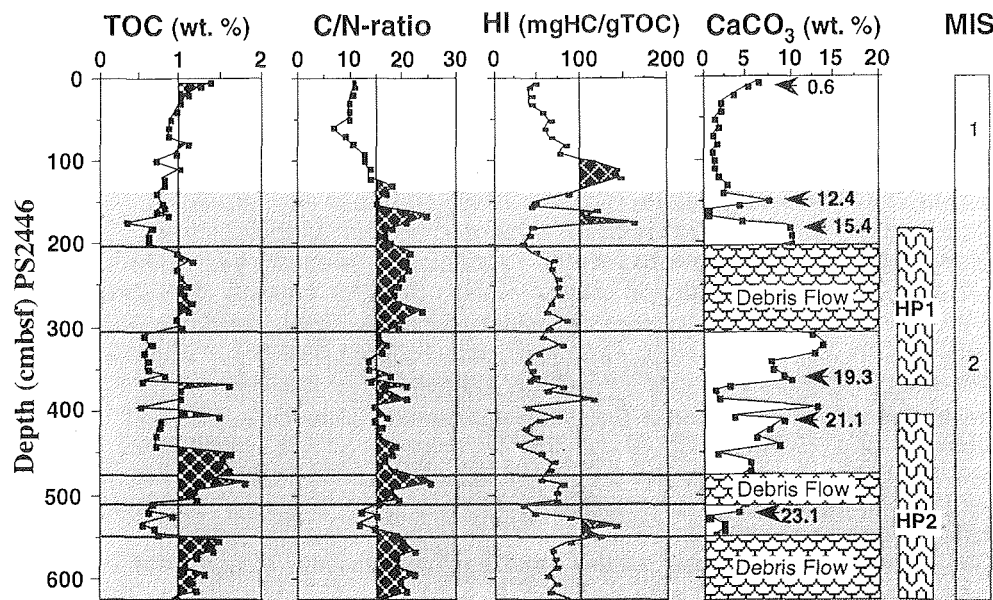 TOC (wt. %) C/N-ratio HI (mgHC/gTOC) CaCO3 (wt. %) MIS
0 1 2 0 10 20 30 0 100 200 0 5 10 15 20
0
100
200
300
400
500
600
Depth (cmbsf) PS2446
0.6
12.4
15.4
Debris Flow
19.3
21.1
Debris Flow
23.1
Debris Flow
HP1
HP2
1
2